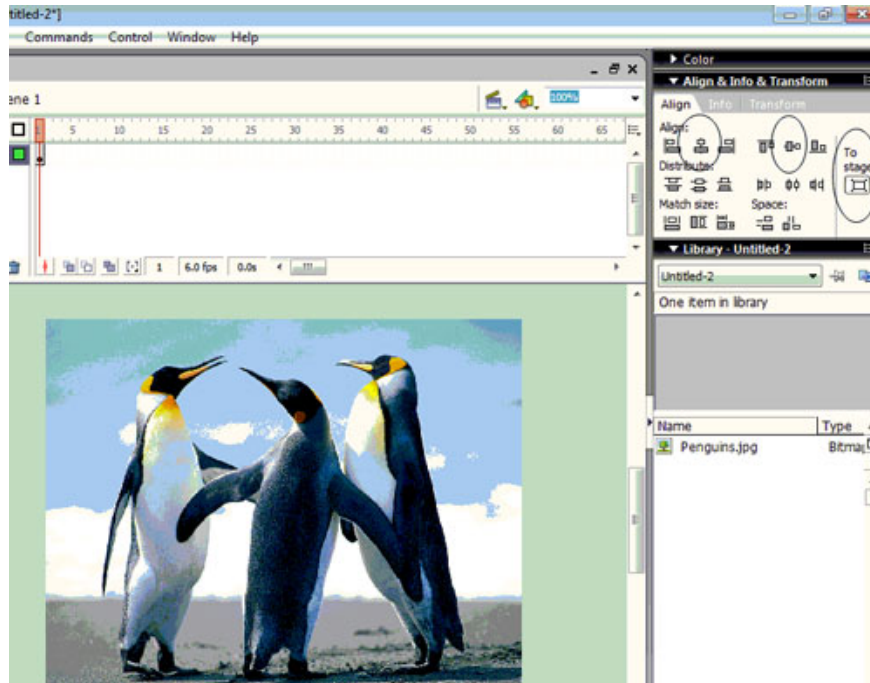 titled-2*]
Commands Control Window Help
Color
Align & Info & Transform
ene 1
100%
Align Info Transform
1 5 10 15 20 25 30 35 40 45 50 55 60 65
Align:
To
stage
Distribute:
Match size: Space:
Library - Untitled-2
1 6.0 fps 0.0s
Untitled-2
One item in library
Name Type
Penguins.jpg Bitma